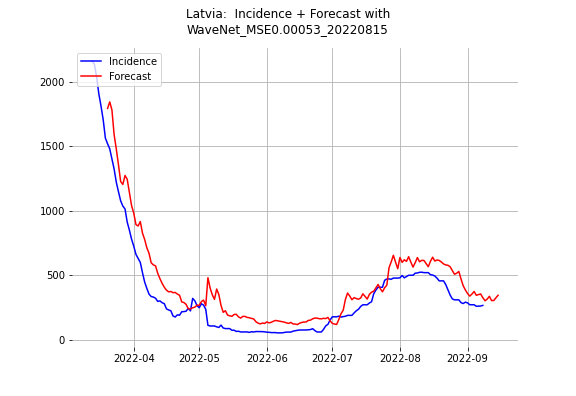 Latvia:  Incidence + Forecast with
WaveNet_MSE0.00053_20220815
Incidence
Forecast
2000
1500
1000
500
0
2022-04
2022-05
2022-06
2022-07
2022-08
2022-09